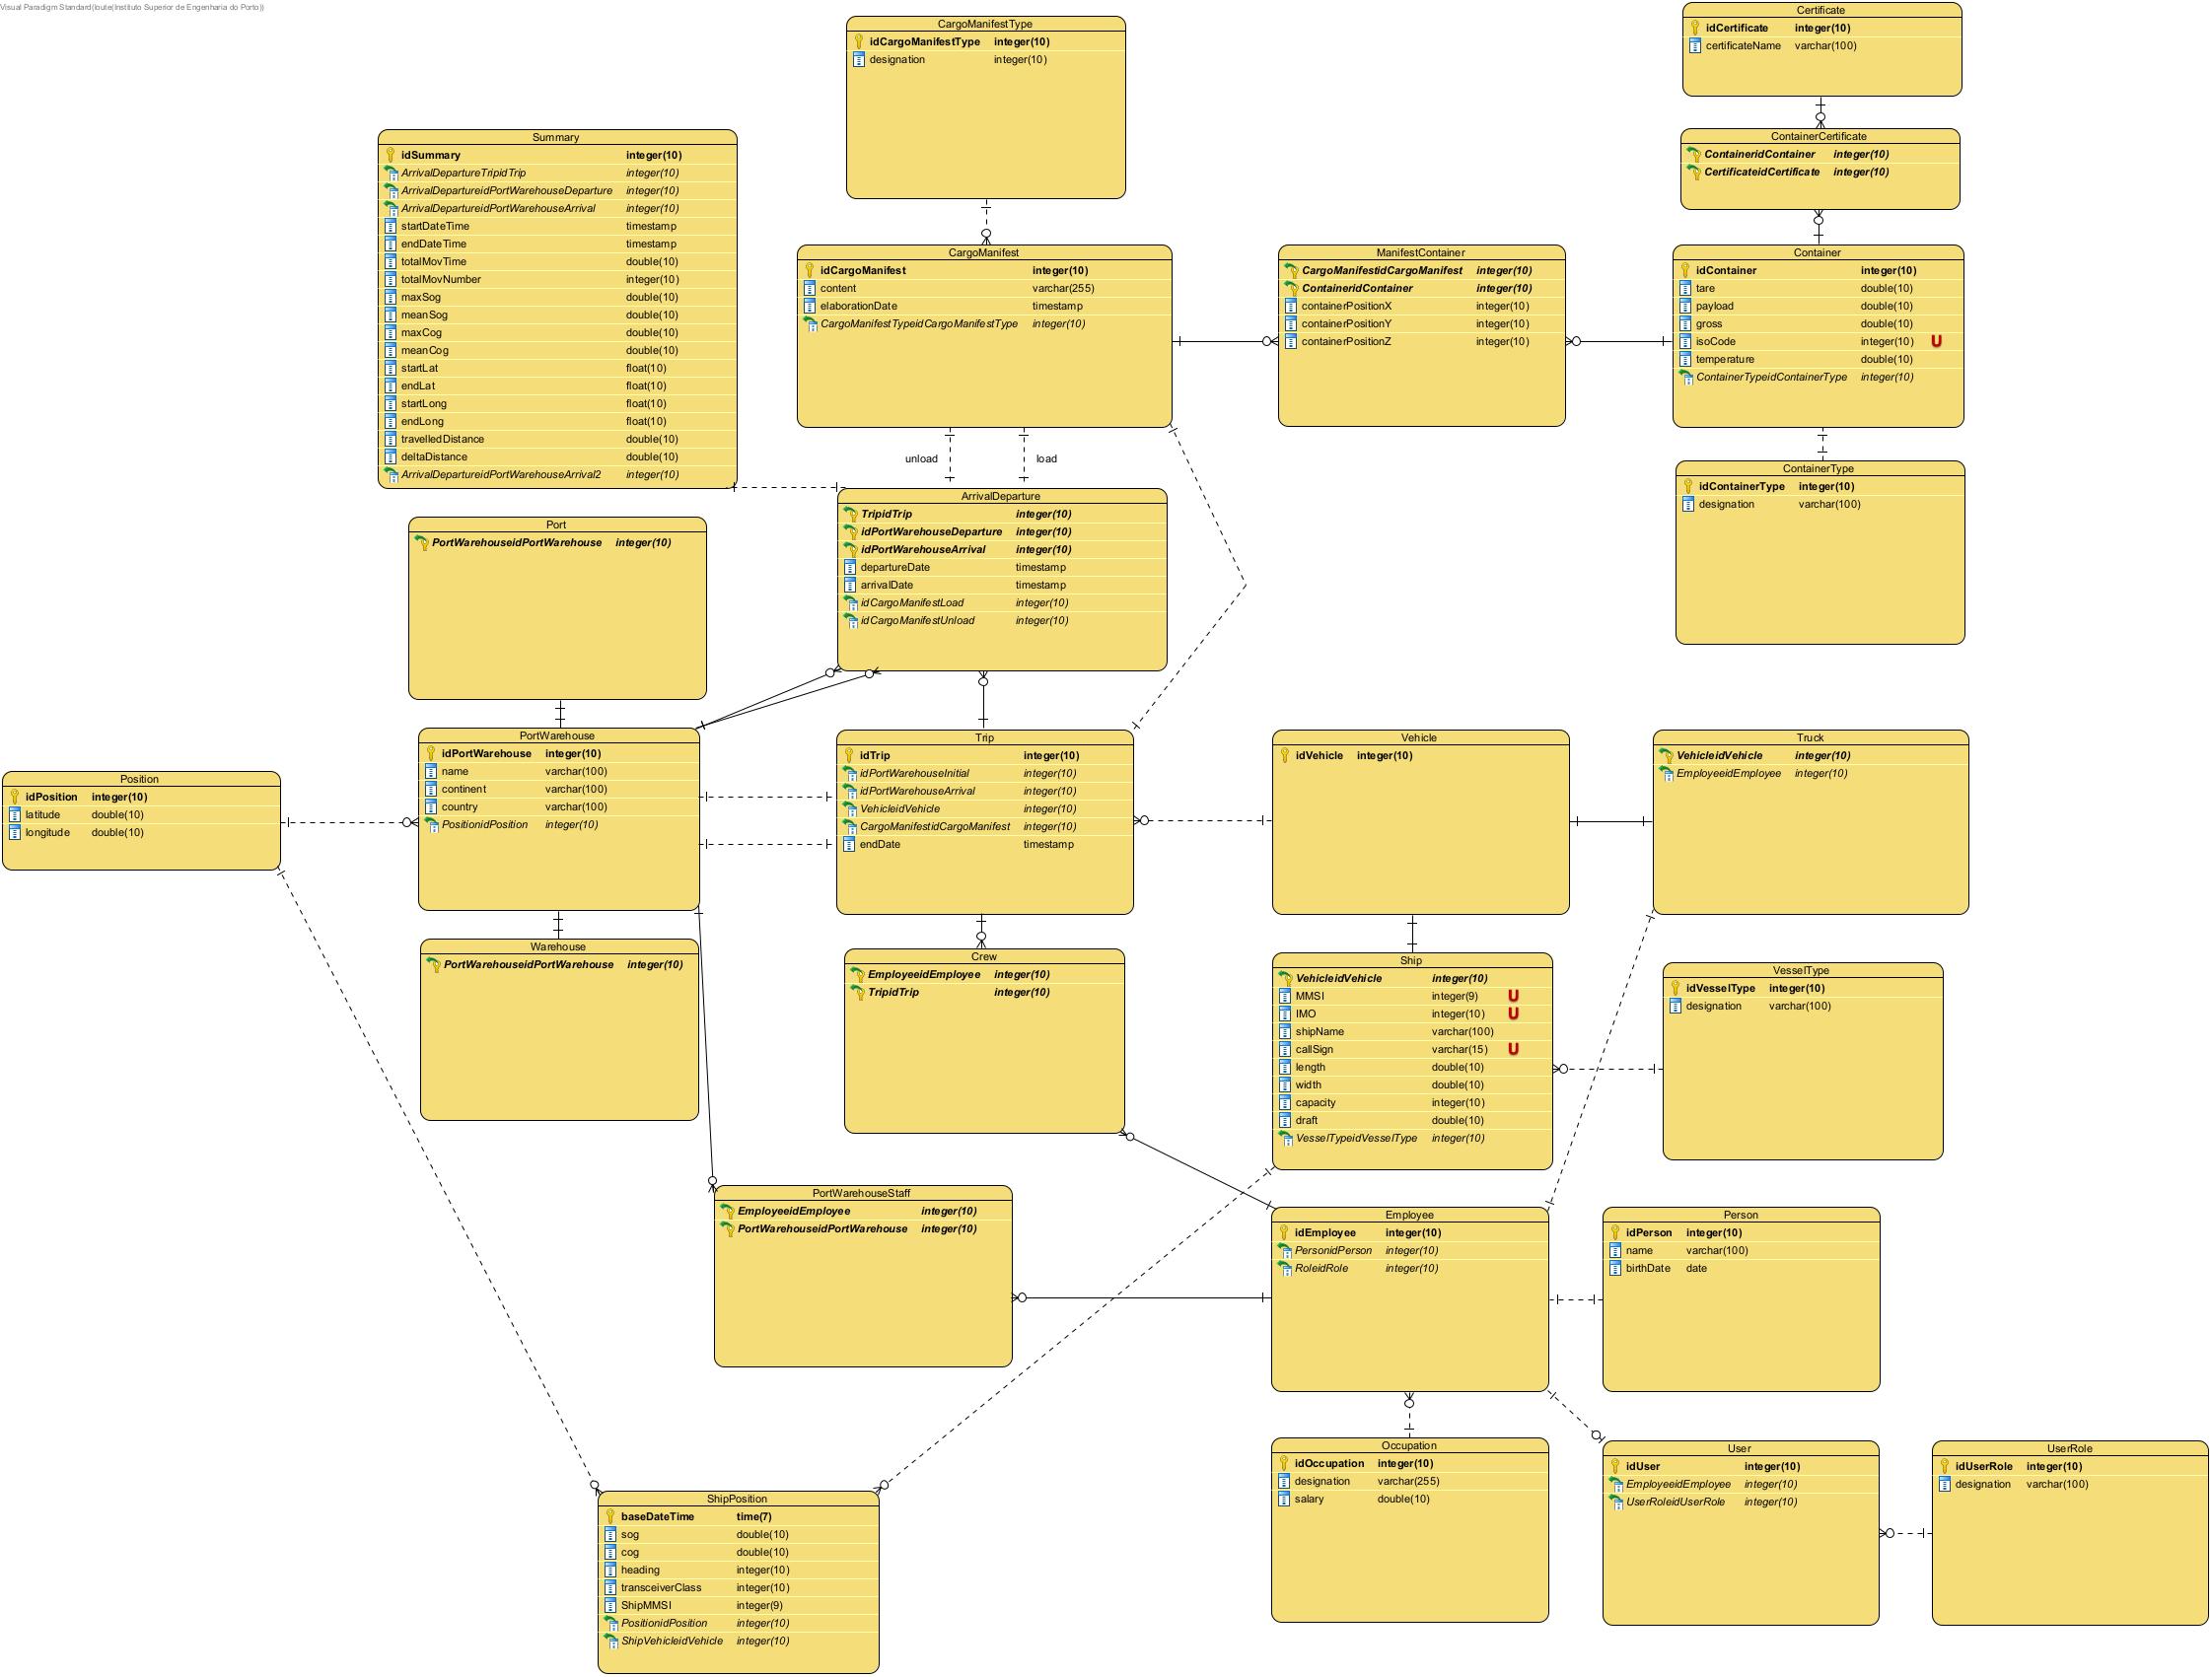 Visual Paradigm Standard(loute(Instituto Superior de Engenharia do Porto))
CargoManifestType
idCargoManifestType integer(10)
designation integer(10)
Certificate
idCertificate integer(10)
certificateName varchar(100)
Summary
idSummary integer(10)
ArrivalDepartureTripidTrip integer(10)
ArrivalDepartureidPortWarehouseDeparture integer(10)
ArrivalDepartureidPortWarehouseArrival integer(10)
startDateTime timestamp
endDateTime timestamp
totalMovTime double(10)
totalMovNumber integer(10)
maxSog double(10)
meanSog double(10)
maxCog double(10)
meanCog double(10)
startLat float(10)
endLat float(10)
startLong float(10)
endLong float(10)
travelledDistance double(10)
deltaDistance double(10)
ArrivalDepartureidPortWarehouseArrival2 integer(10)
ContainerCertificate
ContaineridContainer integer(10)
CertificateidCertificate integer(10)
CargoManifest
idCargoManifest integer(10)
content varchar(255)
elaborationDate timestamp
CargoManifestTypeidCargoManifestType integer(10)
ManifestContainer
CargoManifestidCargoManifest integer(10)
ContaineridContainer integer(10)
containerPositionX integer(10)
containerPositionY integer(10)
containerPositionZ integer(10)
Container
idContainer integer(10)
tare double(10)
payload double(10)
gross double(10)
isoCode integer(10) U
temperature double(10)
ContainerTypeidContainerType integer(10)
unload
load
ContainerType
idContainerType integer(10)
designation varchar(100)
ArrivalDeparture
TripidTrip integer(10)
idPortWarehouseDeparture integer(10)
idPortWarehouseArrival integer(10)
departureDate timestamp
arrivalDate timestamp
idCargoManifestLoad integer(10)
idCargoManifestUnload integer(10)
Port
PortWarehouseidPortWarehouse integer(10)
Position
idPosition integer(10)
latitude double(10)
longitude double(10)
PortWarehouse
idPortWarehouse integer(10)
name varchar(100)
continent varchar(100)
country varchar(100)
PositionidPosition integer(10)
Trip
idTrip integer(10)
idPortWarehouseInitial integer(10)
idPortWarehouseArrival integer(10)
VehicleidVehicle integer(10)
CargoManifestidCargoManifest integer(10)
endDate timestamp
Vehicle
idVehicle integer(10)
Truck
VehicleidVehicle integer(10)
EmployeeidEmployee integer(10)
Warehouse
PortWarehouseidPortWarehouse integer(10)
Crew
EmployeeidEmployee integer(10)
TripidTrip integer(10)
Ship
VehicleidVehicle integer(10)
MMSI integer(9) U
IMO integer(10) U
shipName varchar(100)
callSign varchar(15) U
length double(10)
width double(10)
capacity integer(10)
draft double(10)
VesselTypeidVesselType integer(10)
VesselType
idVesselType integer(10)
designation varchar(100)
PortWarehouseStaff
EmployeeidEmployee integer(10)
PortWarehouseidPortWarehouse integer(10)
Employee
idEmployee integer(10)
PersonidPerson integer(10)
RoleidRole integer(10)
Person
idPerson integer(10)
name varchar(100)
birthDate date
Occupation
idOccupation integer(10)
designation varchar(255)
salary double(10)
User
idUser integer(10)
EmployeeidEmployee integer(10)
UserRoleidUserRole integer(10)
UserRole
idUserRole integer(10)
designation varchar(100)
ShipPosition
baseDateTime time(7)
sog double(10)
cog double(10)
heading integer(10)
transceiverClass integer(10)
ShipMMSI integer(9)
PositionidPosition integer(10)
ShipVehicleidVehicle integer(10)